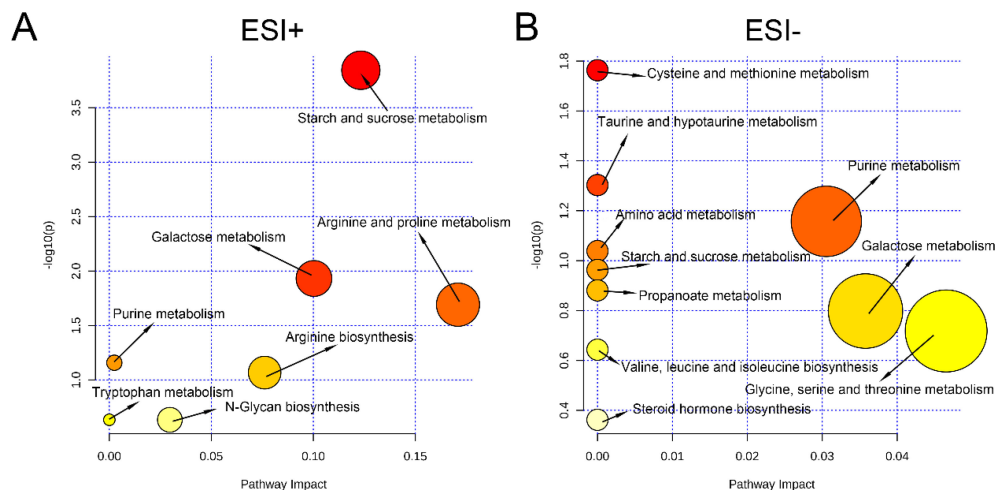 A
ESI+
Starch and sucrose metabolism
Arginine and proline metabolism
Galactose metabolism
Purine metabolism
Arginine biosynthesis
Tryptophan metabolism
N-Glycan biosynthesis
-log10(p)
3.5
3.0
2.5
2.0
1.5
1.0
0.00
0.05
0.10
0.15
Pathway Impact
B
ESI-
Cysteine and methionine metabolism
Taurine and hypotaurine metabolism
Purine metabolism
Amino acid metabolism
Galactose metabolism
Starch and sucrose metabolism
Propanoate metabolism
Valine, leucine and isoleucine biosynthesis
Glycine, serine and threonine metabolism
Steroid hormone biosynthesis
-log10(p)
1.8
1.6
1.4
1.2
1.0
0.8
0.6
0.4
0.00
0.01
0.02
0.03
0.04
Pathway Impact